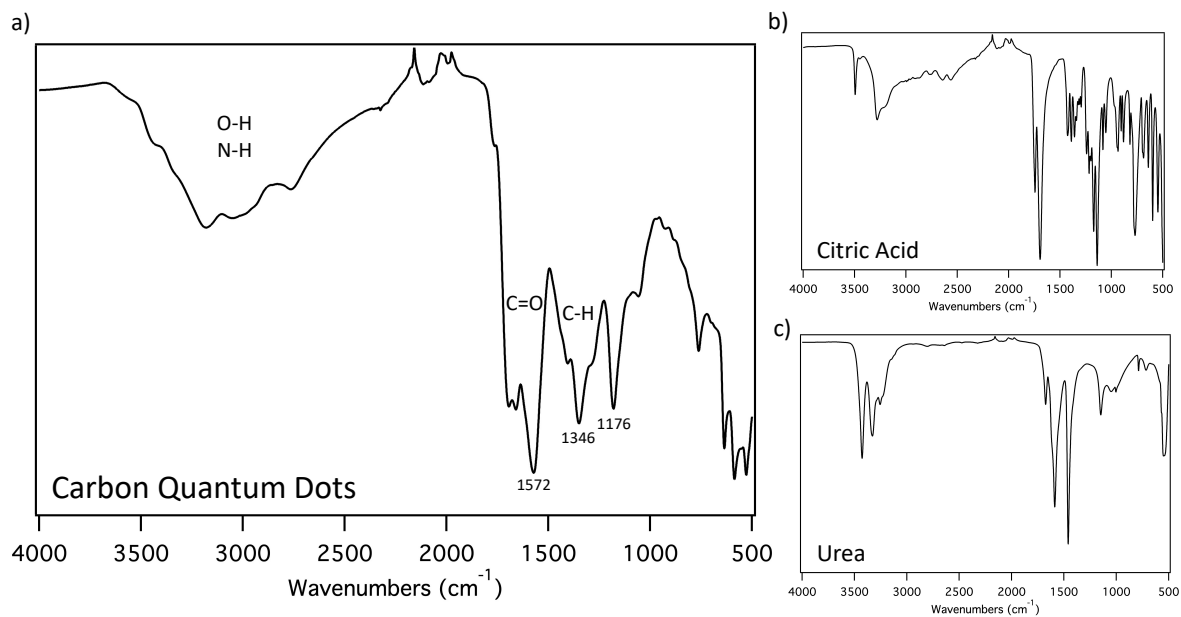 a)
O-H
N-H
C=O
C-H
1346
1176
1572
Carbon Quantum Dots
4000
3500
3000
2500
2000
1500
1000
500
Wavenumbers (cm⁻¹)
b)
Citric Acid
4000
3500
3000
2500
2000
1500
1000
500
Wavenumbers (cm⁻¹)
c)
Urea
4000
3500
3000
2500
2000
1500
1000
500
Wavenumbers (cm⁻¹)